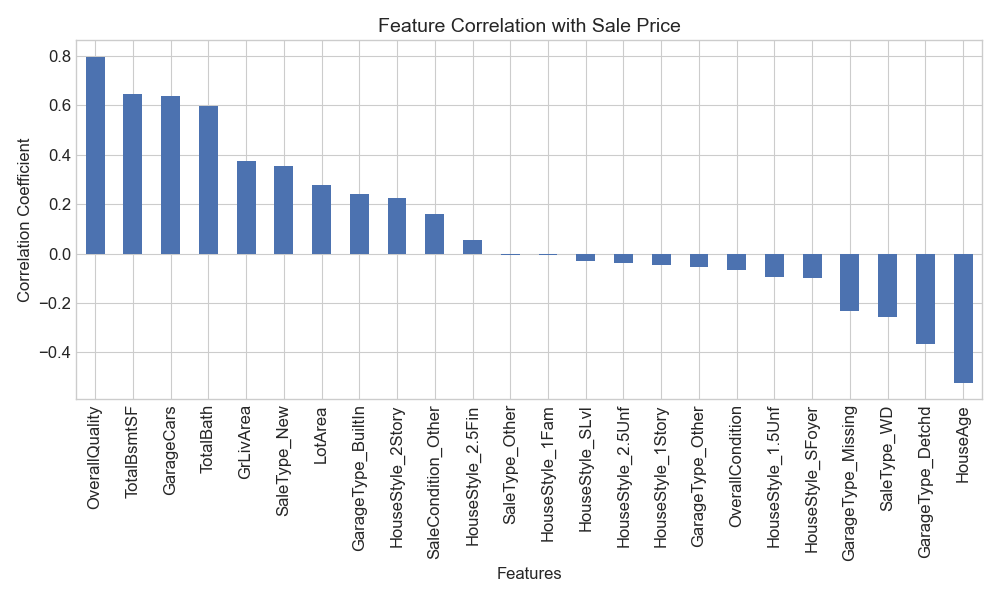 Feature Correlation with Sale Price
Correlation Coefficient
0.8
0.6
0.4
0.2
0.0
−0.2
−0.4
OverallQuality
TotalBsmtSF
GarageCars
TotalBath
GrLivArea
SaleType_New
LotArea
GarageType_BuiltIn
HouseStyle_2Story
SaleCondition_Other
HouseStyle_2.5Fin
SaleType_Other
HouseStyle_1Fam
HouseStyle_SLvl
HouseStyle_2.5Unf
HouseStyle_1Story
GarageType_Other
OverallCondition
HouseStyle_1.5Unf
HouseStyle_SFoyer
GarageType_Missing
SaleType_WD
GarageType_Detchd
HouseAge
Features